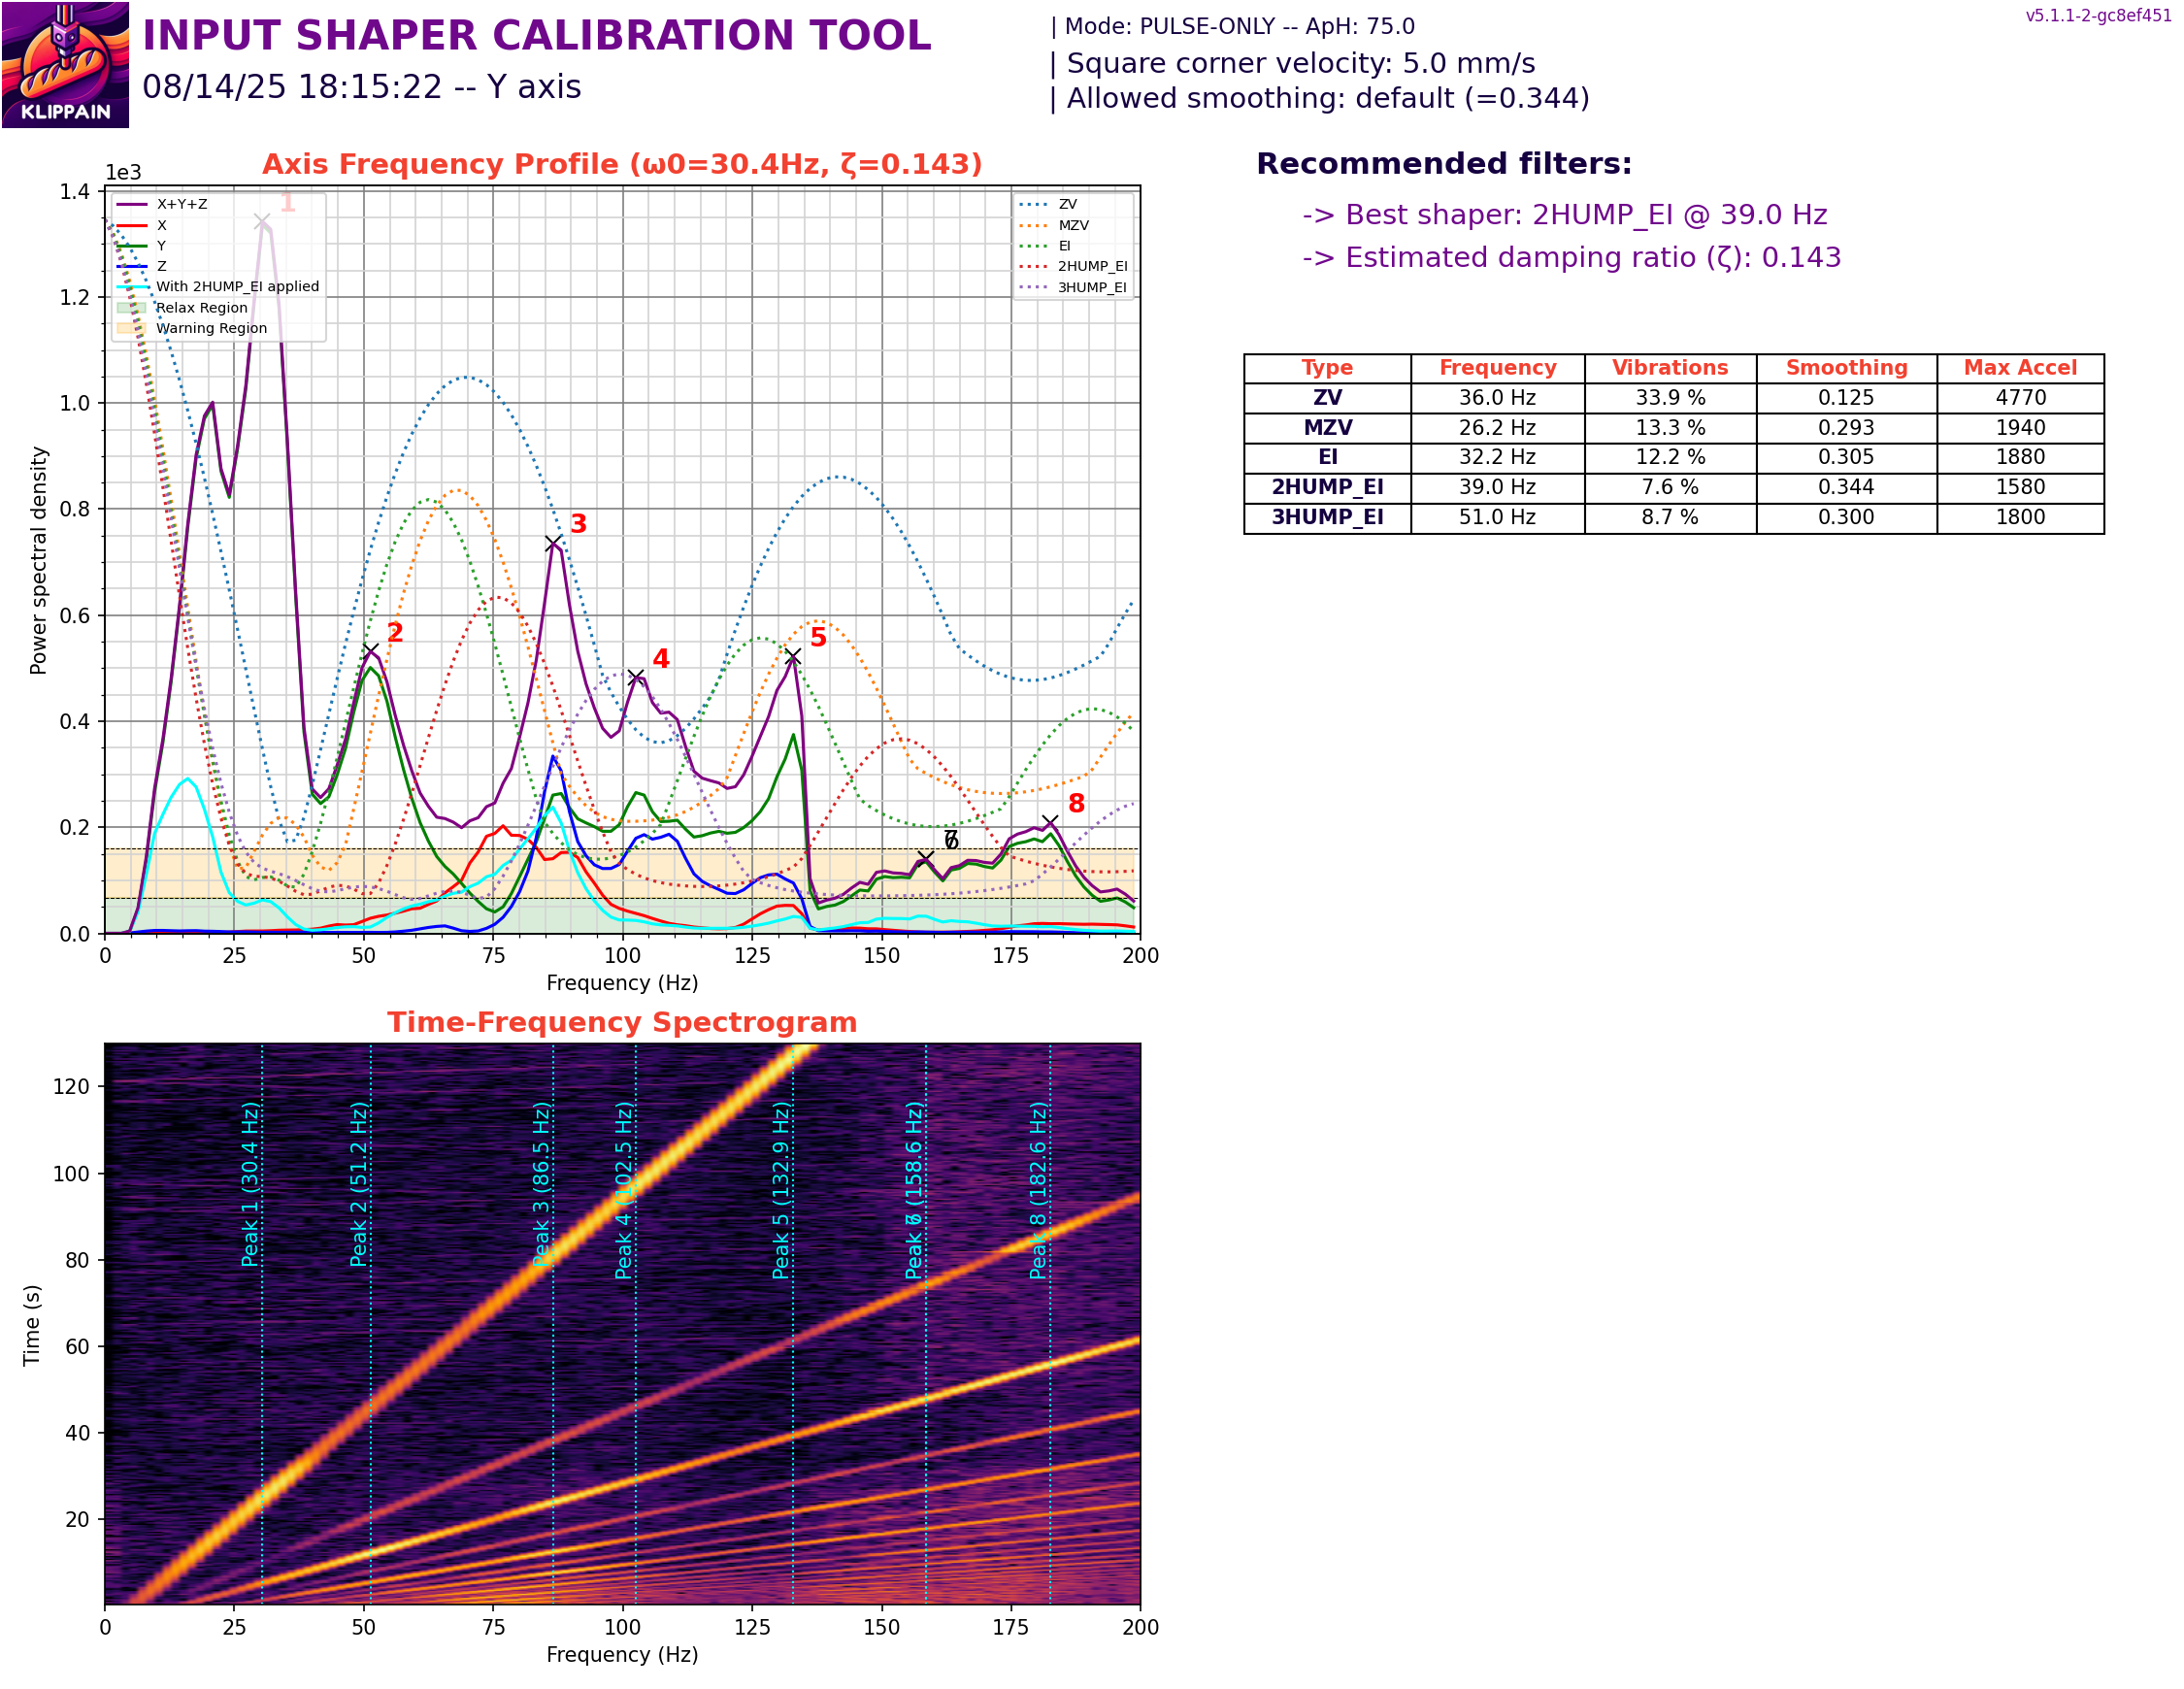 KLIPPAIN
INPUT SHAPER CALIBRATION TOOL
08/14/25 18:15:22 -- Y axis
| Mode: PULSE-ONLY -- ApH: 75.0
| Square corner velocity: 5.0 mm/s
| Allowed smoothing: default (=0.344)
v5.1.1-2-gc8ef451
Axis Frequency Profile (ω0=30.4Hz, ζ=0.143)
1e3
1.4
1.2
1.0
0.8
0.6
0.4
0.2
0.0
Power spectral density
X+Y+Z
X
Y
Z
With 2HUMP_EI applied
Relax Region
Warning Region
ZV
MZV
EI
2HUMP_EI
3HUMP_EI
1
2
3
4
5
6
7
8
0 25 50 75 100 125 150 175 200
Frequency (Hz)
Recommended filters:
-> Best shaper: 2HUMP_EI @ 39.0 Hz
-> Estimated damping ratio (ζ): 0.143
Type Frequency Vibrations Smoothing Max Accel
ZV 36.0 Hz 33.9 % 0.125 4770
MZV 26.2 Hz 13.3 % 0.293 1940
EI 32.2 Hz 12.2 % 0.305 1880
2HUMP_EI 39.0 Hz 7.6 % 0.344 1580
3HUMP_EI 51.0 Hz 8.7 % 0.300 1800
Time-Frequency Spectrogram
120
100
80
60
40
20
Time (s)
Peak 1 (30.4 Hz)
Peak 2 (51.2 Hz)
Peak 3 (86.5 Hz)
Peak 4 (102.5 Hz)
Peak 5 (132.9 Hz)
Peak 7 (158.6 Hz)
Peak 8 (182.6 Hz)
0 25 50 75 100 125 150 175 200
Frequency (Hz)